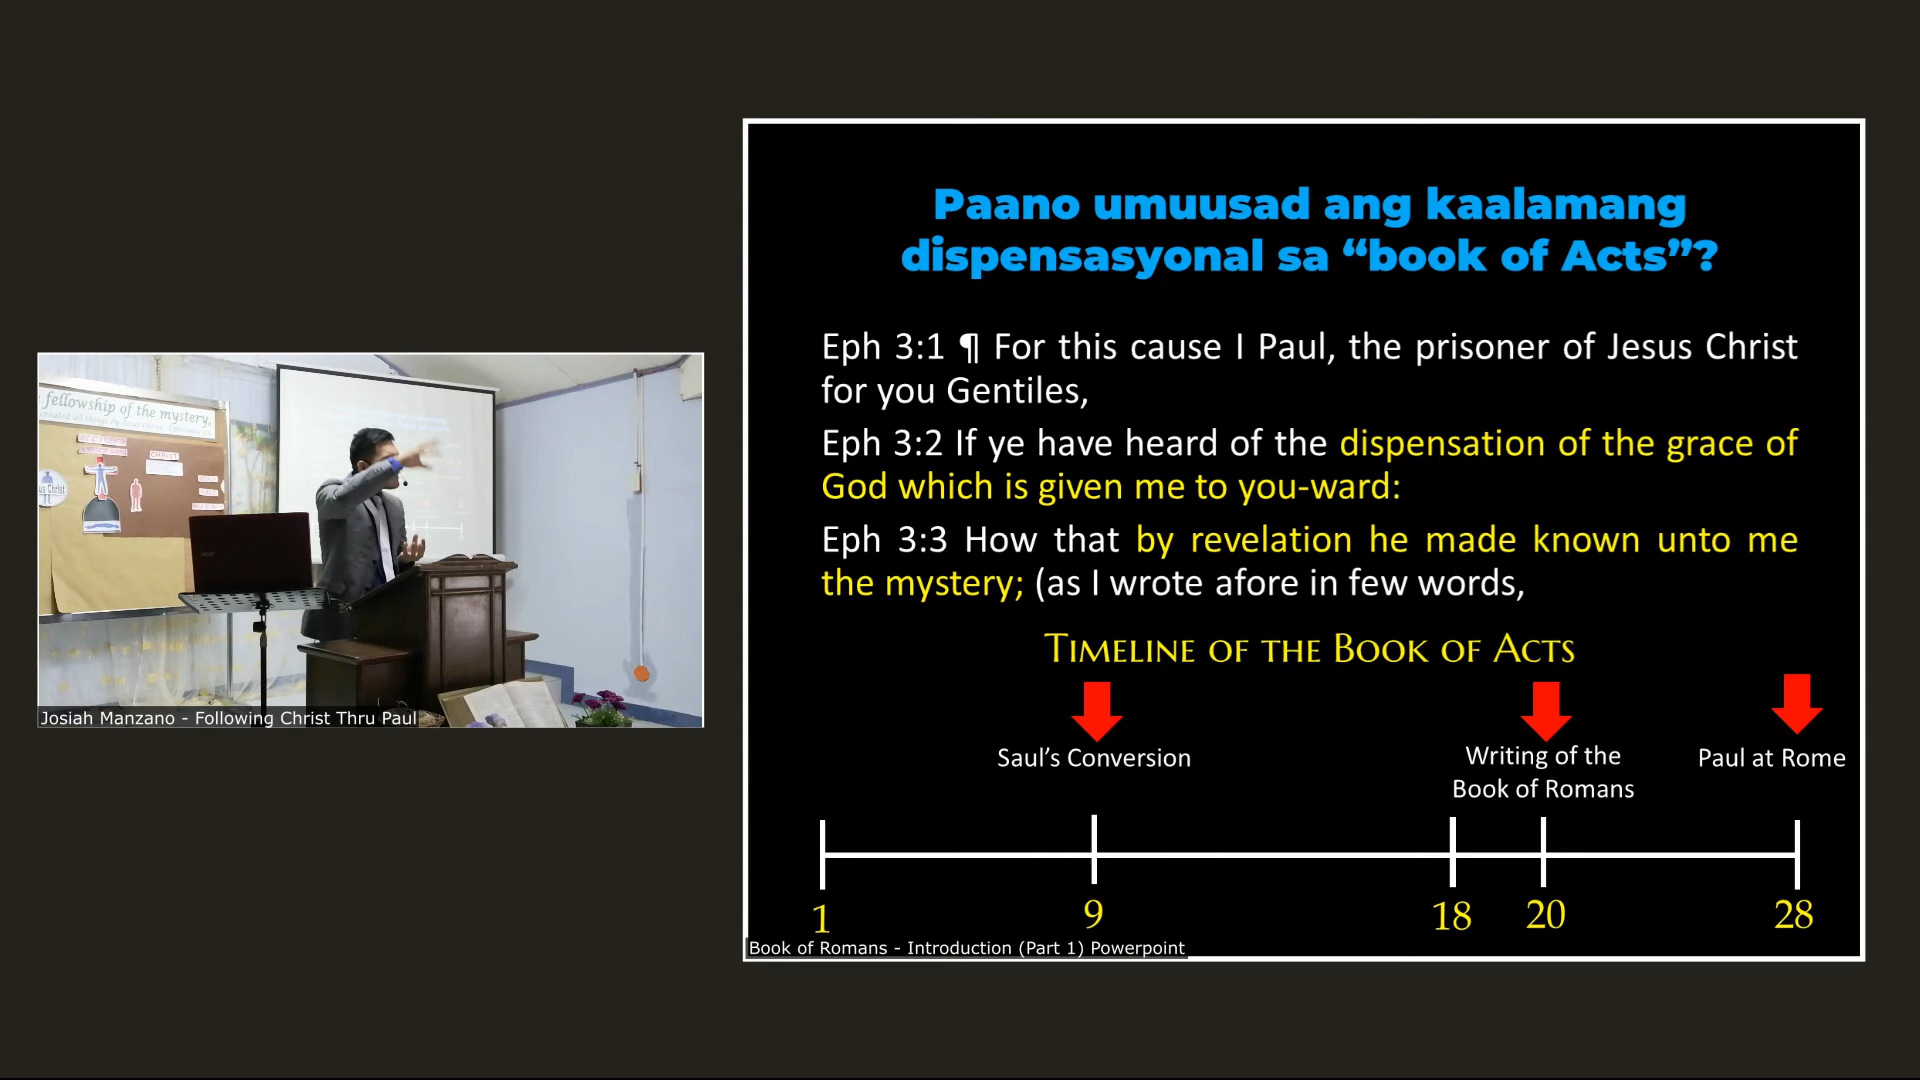 fellowship of the mystery,
CHRIST
us Christ
Josiah Manzano - Following Christ Thru Paul
Paano umuusad ang kaalamang
dispensasyonal sa “book of Acts”?
Eph 3:1 ¶ For this cause I Paul, the prisoner of Jesus Christ
for you Gentiles,
Eph 3:2 If ye have heard of the dispensation of the grace of
God which is given me to you-ward:
Eph 3:3 How that by revelation he made known unto me
the mystery; (as I wrote afore in few words,
Timeline of the Book of Acts
Saul’s Conversion
Writing of the
Book of Romans
Paul at Rome
1 9 18 20 28
Book of Romans - Introduction (Part 1) Powerpoint